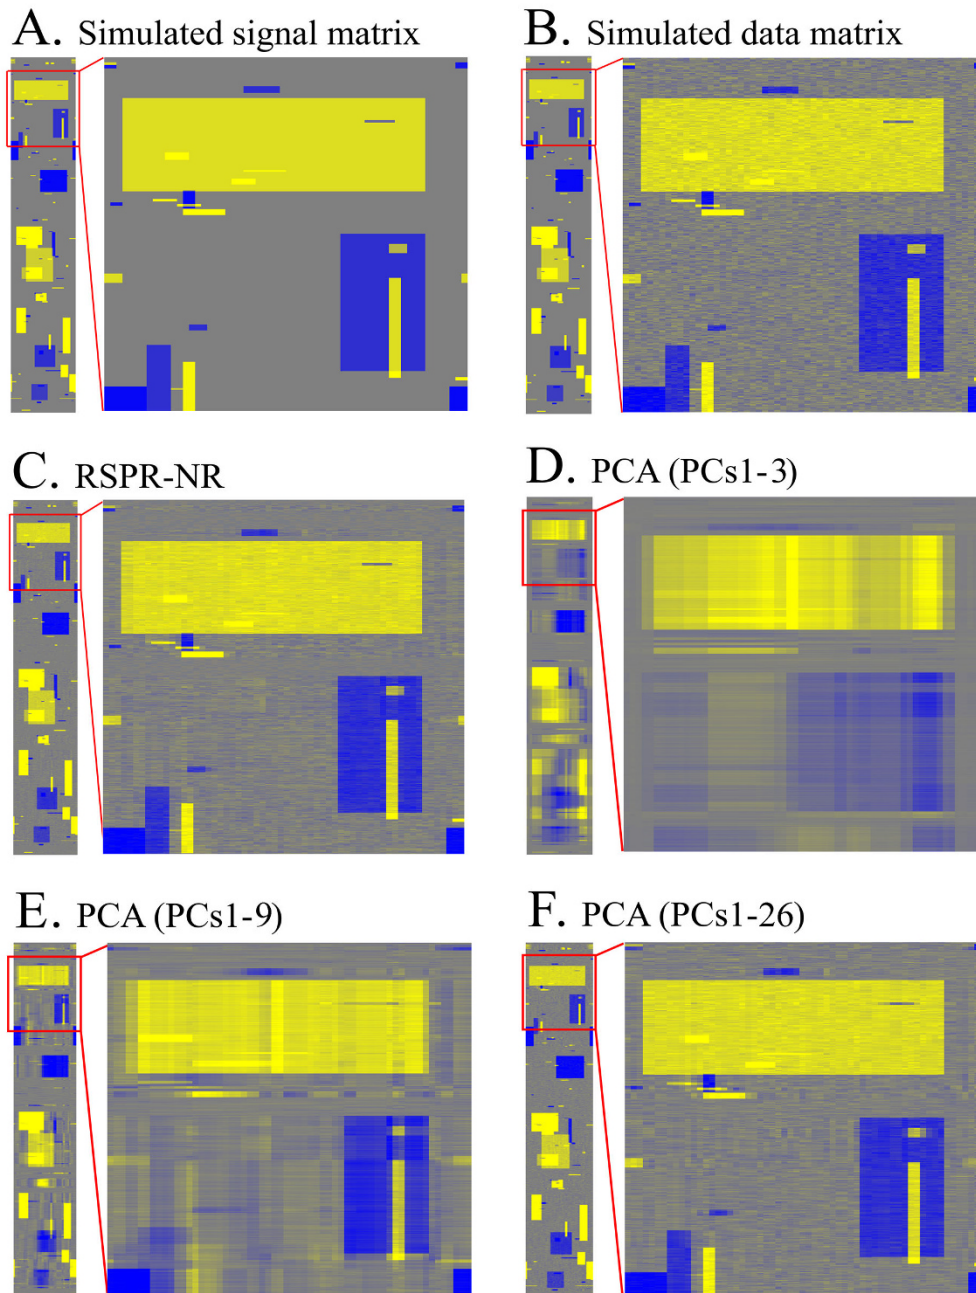 A. Simulated signal matrix
B. Simulated data matrix
C. RSPR-NR
D. PCA (PCs1-3)
E. PCA (PCs1-9)
F. PCA (PCs1-26)